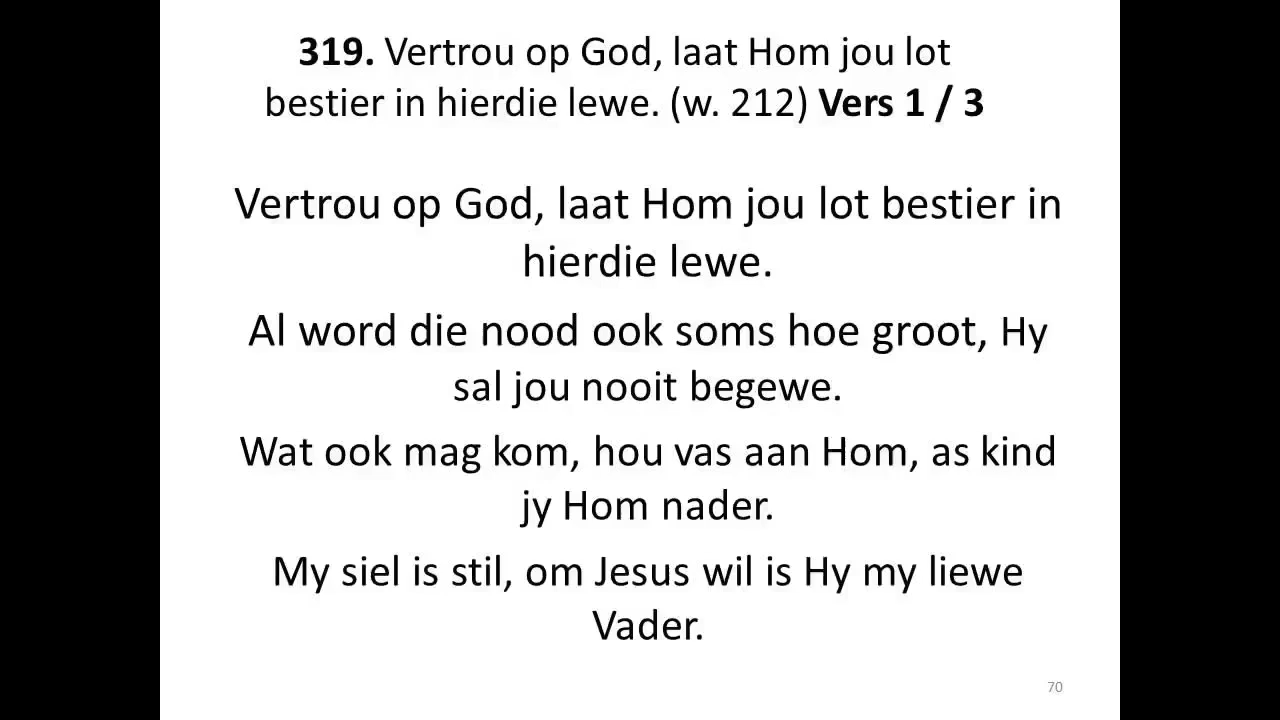 319. Vertrou op God, laat Hom jou lot
bestier in hierdie lewe. (w. 212) Vers 1 / 3
Vertrou op God, laat Hom jou lot bestier in
hierdie lewe.
Al word die nood ook soms hoe groot, Hy
sal jou nooit begewe.
Wat ook mag kom, hou vas aan Hom, as kind
jy Hom nader.
My siel is stil, om Jesus wil is Hy my liewe
Vader.
70